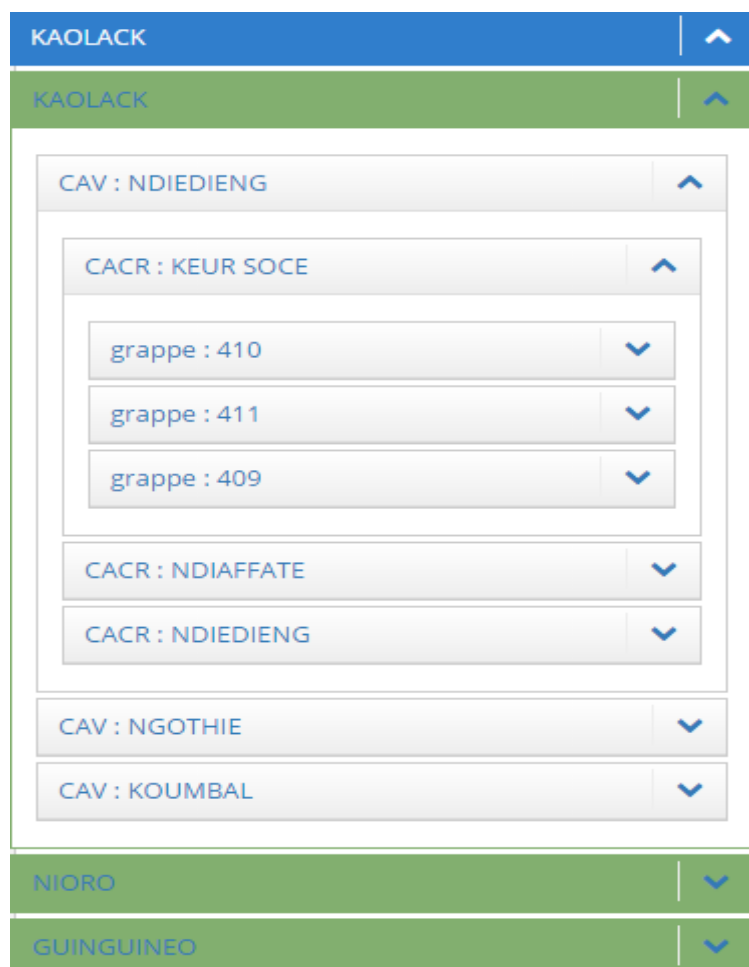 KAOLACK
KAOLACK
CAV : NDIEDIENG
CACR : KEUR SOCE
grappe : 410
grappe : 411
grappe : 409
CACR : NDIAFFATE
CACR : NDIEDIENG
CAV : NGOTHIE
CAV : KOUMBAL
NIORO
GUINGUINEO